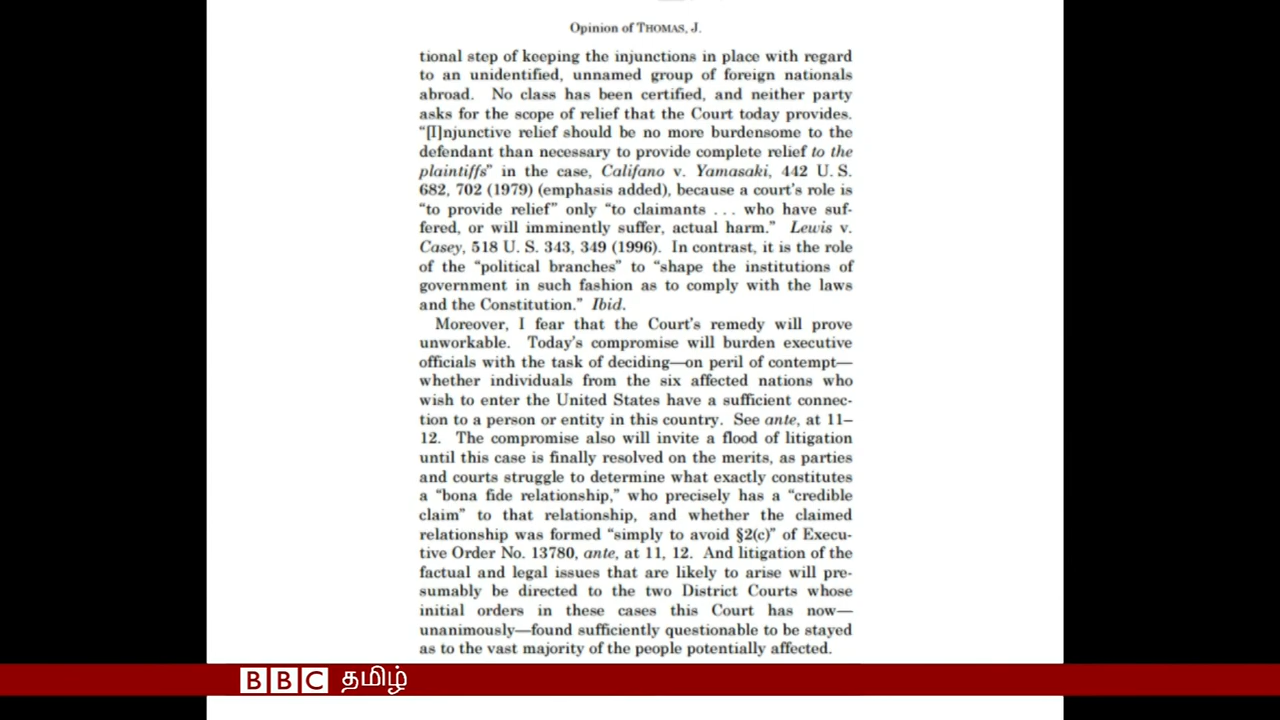 Opinion of THOMAS, J.
tional step of keeping the injunctions in place with regard
to an unidentified, unnamed group of foreign nationals
abroad. No class has been certified, and neither party
asks for the scope of relief that the Court today provides.
“[I]njunctive relief should be no more burdensome to the
defendant than necessary to provide complete relief to the
plaintiffs” in the case, Califano v. Yamasaki, 442 U. S.
682, 702 (1979) (emphasis added), because a court’s role is
“to provide relief” only “to claimants . . . who have suf-
fered, or will imminently suffer, actual harm.” Lewis v.
Casey, 518 U. S. 343, 349 (1996). In contrast, it is the role
of the “political branches” to “shape the institutions of
government in such fashion as to comply with the laws
and the Constitution.” Ibid.
Moreover, I fear that the Court’s remedy will prove
unworkable. Today’s compromise will burden executive
officials with the task of deciding—on peril of contempt—
whether individuals from the six affected nations who
wish to enter the United States have a sufficient connec-
tion to a person or entity in this country. See ante, at 11–
12. The compromise also will invite a flood of litigation
until this case is finally resolved on the merits, as parties
and courts struggle to determine what exactly constitutes
a “bona fide relationship,” who precisely has a “credible
claim” to that relationship, and whether the claimed
relationship was formed “simply to avoid §2(c)” of Execu-
tive Order No. 13780, ante, at 11, 12. And litigation of the
factual and legal issues that are likely to arise will pre-
sumably be directed to the two District Courts whose
initial orders in these cases this Court has now—
unanimously—found sufficiently questionable to be stayed
as to the vast majority of the people potentially affected.
BBC தமிழ்